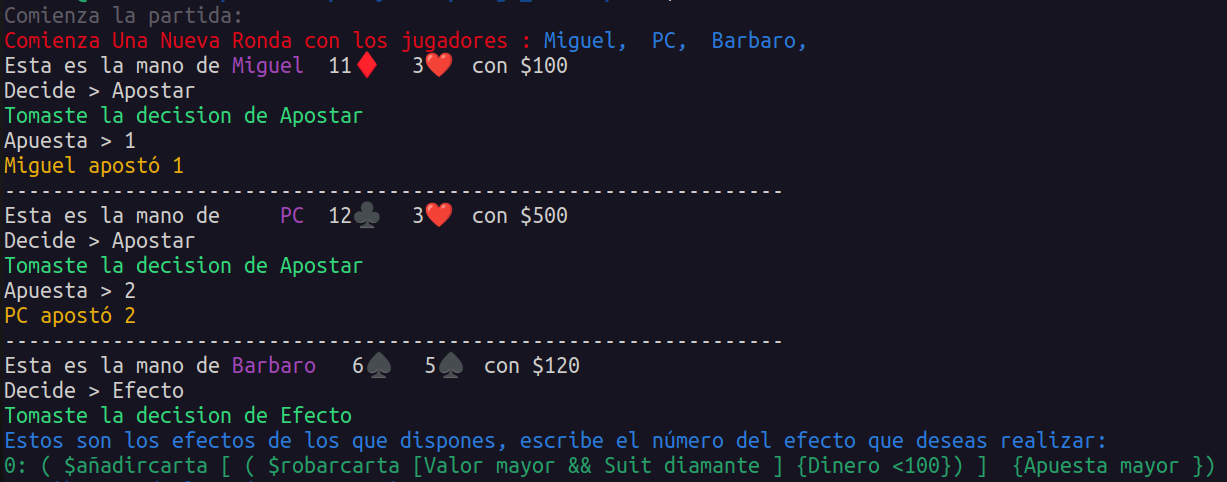 Comienza la partida:
Comienza Una Nueva Ronda con los jugadores : Miguel,  PC,  Barbaro,
Esta es la mano de Miguel  11♦   3❤  con $100
Decide > Apostar
Tomaste la decision de Apostar
Apuesta > 1
Miguel apostó 1
-----------------------------------------------------------------
Esta es la mano de     PC  12♣   3❤  con $500
Decide > Apostar
Tomaste la decision de Apostar
Apuesta > 2
PC apostó 2
-----------------------------------------------------------------
Esta es la mano de Barbaro   6♠   5♠  con $120
Decide > Efecto
Tomaste la decision de Efecto
Estos son los efectos de los que dispones, escribe el número del efecto que deseas realizar:
0: ( $añadircarta [ ( $robarcarta [Valor mayor && Suit diamante ] {Dinero <100}) ]  {Apuesta mayor })